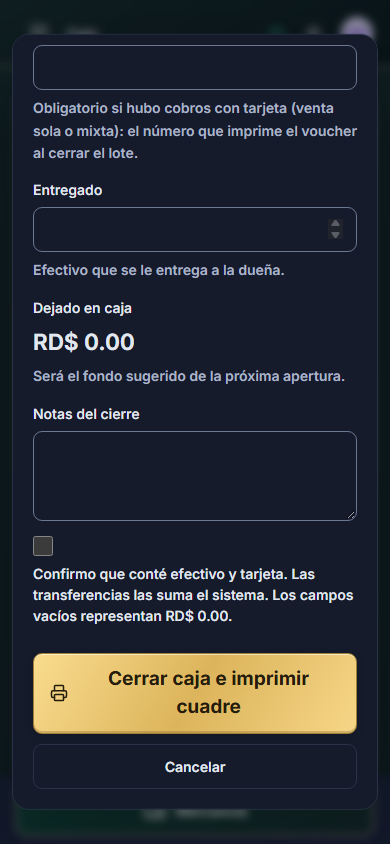 Obligatorio si hubo cobros con tarjeta (venta
sola o mixta): el número que imprime el voucher
al cerrar el lote.
Entregado
Efectivo que se le entrega a la dueña.
Dejado en caja
RD$ 0.00
Será el fondo sugerido de la próxima apertura.
Notas del cierre
Confirmo que conté efectivo y tarjeta. Las
transferencias las suma el sistema. Los campos
vacíos representan RD$ 0.00.
Cerrar caja e imprimir
cuadre
Cancelar